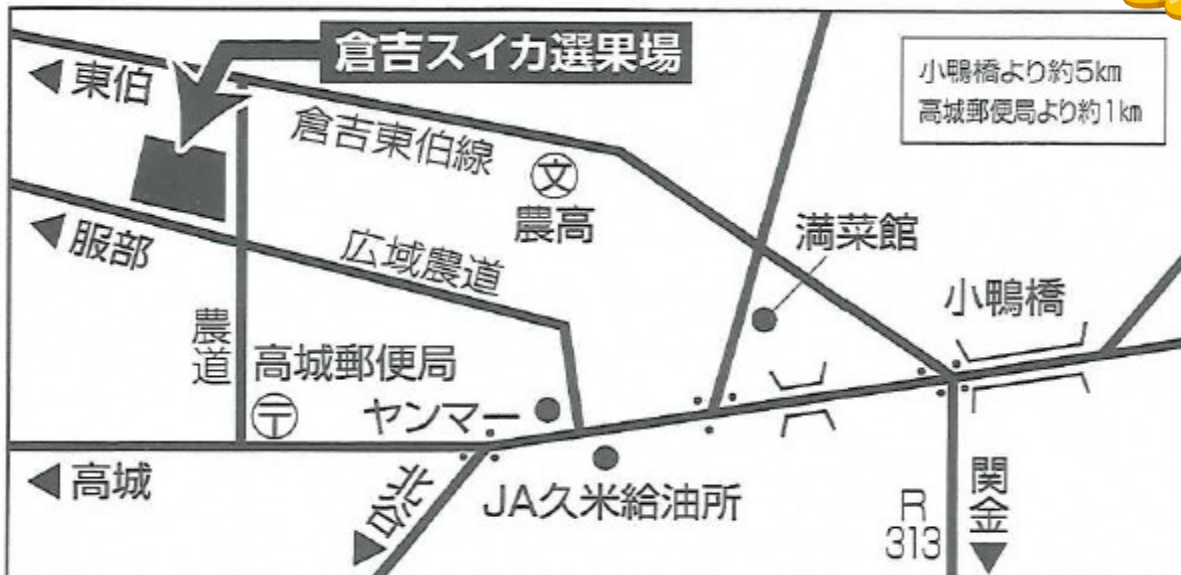 倉吉スイカ選果場
小鴨橋より約5km
高城郵便局より約1km
◀東伯
倉吉東伯線
文
農高
満菜館
◀服部
広域農道
小鴨橋
農道
高城郵便局
〒
ヤンマー
◀高城
北谷▼
JA久米給油所
R
313
関金▼